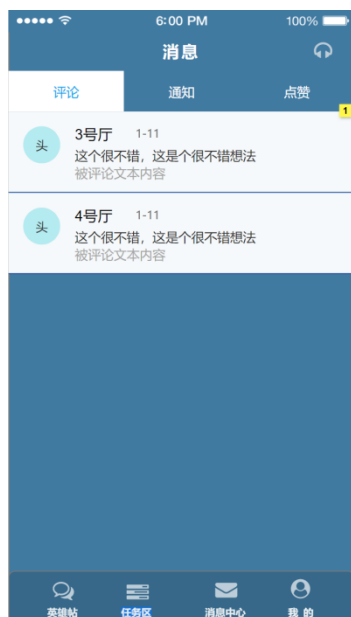 6:00 PM 100%
消息
评论 通知 点赞
1
头 3号厅 1-11
这个很不错，这是个很不错想法
被评论文本内容
头 4号厅 1-11
这个很不错，这是个很不错想法
被评论文本内容
英雄帖 任务区 消息中心 我 的